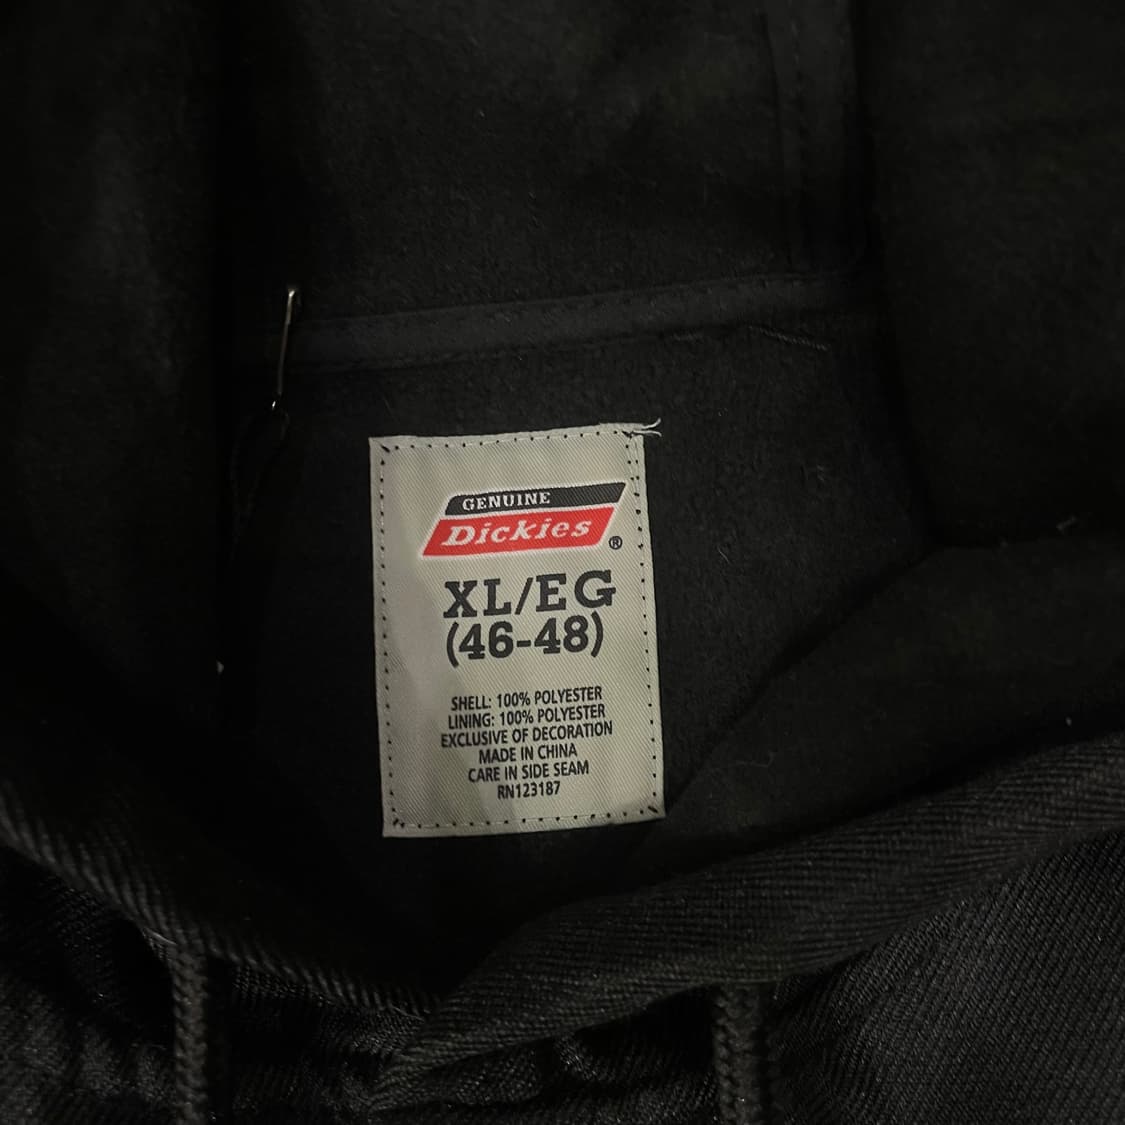 GENUINE
Dickies®
XL/EG
(46-48)
SHELL: 100% POLYESTER
LINING: 100% POLYESTER
EXCLUSIVE OF DECORATION
MADE IN CHINA
CARE IN SIDE SEAM
RN123187